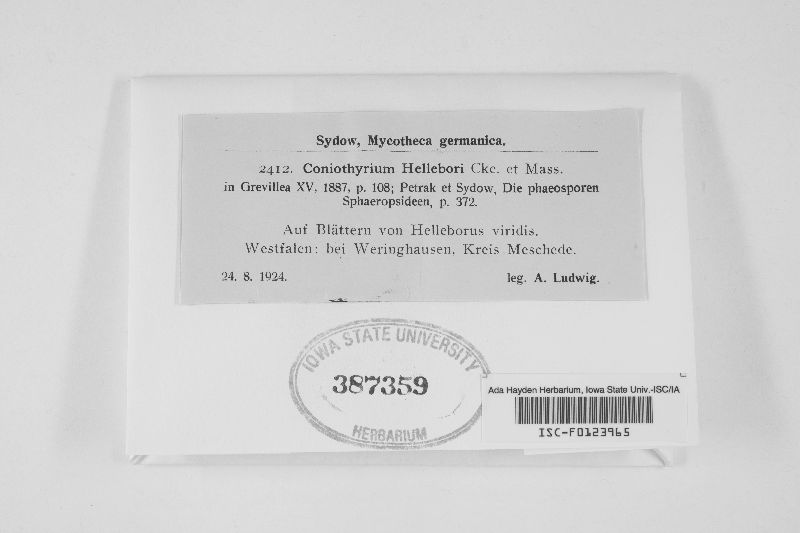 Sydow, Mycotheca germanica.
2412. Coniothyrium Hellebori Cke. et Mass.
in Grevillea XV, 1887, p. 108; Petrak et Sydow, Die phaeosporen
Sphaeropsideen, p. 372.
Auf Blättern von Helleborus viridis.
Westfalen: bei Weringhausen, Kreis Meschede.
24. 8. 1924. leg. A. Ludwig.
IOWA STATE UNIVERSITY
387359
HERBARIUM
Ada Hayden Herbarium, Iowa State Univ.-ISC/IA
ISC-F0123965